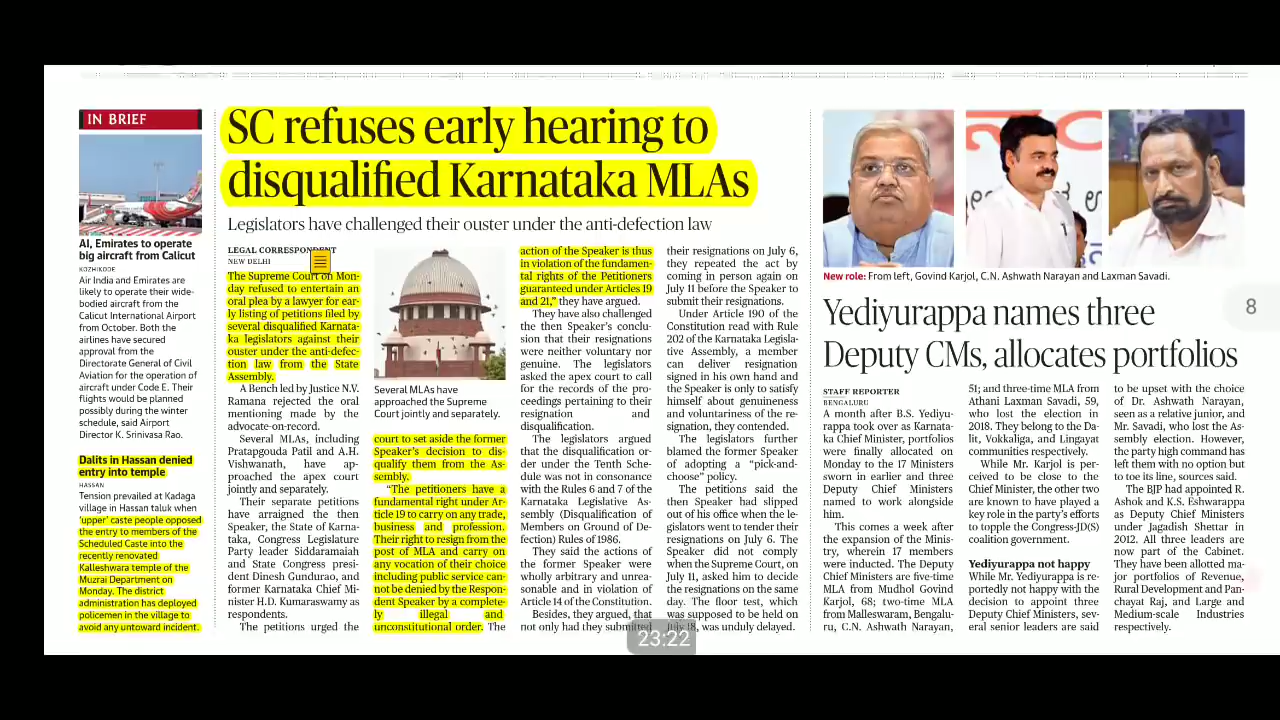 IN BRIEF
AI, Emirates to operate
big aircraft from Calicut
KOZHIKODE
Air India and Emirates are
likely to operate wide-
bodied aircraft from the
Calicut International Airport
from October. Both the
airlines have secured
approval from the
Directorate General of Civil
Aviation for the operation of
aircraft under Code E. Their
flights would be planned
possibly during the winter
schedule, said Airport
Director K. Srinivasa Rao.
Dalits in Hassan denied
entry into temple
HASSAN
Tension prevailed at Kadaga
village in Hassan taluk when
'upper' caste people opposed
the entry to members of the
Scheduled Caste into the
recently renovated
Kalleshwara temple of the
Muzrai Department on
Monday. The district
administration has deployed
policemen in the village to
avoid any untoward incident.
SC refuses early hearing to
disqualified Karnataka MLAs
Legislators have challenged their ouster under the anti-defection law
LEGAL CORRESPONDENT
NEW DELHI
The Supreme Court on Mon-
day refused to entertain an
oral plea by a lawyer for ear-
ly listing of petitions filed by
several disqualified Karnata-
ka legislators against their
ouster under the anti-defec-
tion law from the State
Assembly.
A Bench led by Justice N.V.
Ramana rejected the oral
mentioning made by the
advocate-on-record.
Several MLAs, including
Pratapgouda Patil and A.H.
Vishwanath, have ap-
proached the apex court
jointly and separately.
Their separate petitions
have arraigned the then
Speaker, the State of Karna-
taka, Congress Legislature
Party leader Siddaramaiah
and State Congress presi-
dent Dinesh Gundurao, and
former Karnataka Chief Mi-
nister H.D. Kumaraswamy as
respondents.
The petitions urged the
Several MLAs have
approached the Supreme
Court jointly and separately.
court to set aside the former
Speaker's decision to dis-
qualify them from the As-
sembly.
"The petitioners have a
fundamental right under Ar-
ticle 19 to carry on any trade,
business and profession.
Their right to resign from the
post of MLA and carry on
any vocation of their choice
including public service can-
not be denied by the Respon-
dent Speaker by a complete-
ly illegal and
unconstitutional order. The
action of the Speaker is thus
in violation of the fundamen-
tal rights of the Petitioners
guaranteed under Articles 19
and 21," they have argued.
They have also challenged
the then Speaker's conclu-
sion that their resignations
were neither voluntary nor
genuine. The legislators
asked the apex court to call
for the records of the pro-
ceedings pertaining to their
resignation and
disqualification.
The legislators argued
that the disqualification or-
der under the Tenth Sche-
dule was not in consonance
with the Rules 6 and 7 of the
Karnataka Legislative As-
sembly (Disqualification of
Members on Ground of De-
fection) Rules of 1986.
They said the actions of
the former Speaker were
wholly arbitrary and unrea-
sonable and in violation of
Article 14 of the Constitution.
Besides, they argued, that
not only had they submitted
their resignations on July 6,
they repeated the act by
coming in person again on
July 11 before the Speaker to
submit their resignations.
Under Article 190 of the
Constitution read with Rule
202 of the Karnataka Legisla-
tive Assembly, a member
can deliver resignation
signed in his own hand and
the Speaker is only to satisfy
himself about genuineness
and voluntariness of the re-
signation, they contended.
The legislators further
blamed the former Speaker
of adopting a "pick-and-
choose" policy.
The petitions said the
then Speaker had slipped
out of his office when the le-
gislators went to tender their
resignations on July 6. The
Speaker did not comply
when the Supreme Court, on
July 11, asked him to decide
the resignations on the same
day. The floor test, which
was supposed to be held on
July 18, was unduly delayed.
New role: From left, Govind Karjol, C.N. Ashwath Narayan and Laxman Savadi.
Yediyurappa names three
Deputy CMs, allocates portfolios
STAFF REPORTER
BENGALURU
A month after B.S. Yediyu-
rappa took over as Karnata-
ka Chief Minister, portfolios
were finally allocated on
Monday to the 17 Ministers
sworn in earlier and three
Deputy Chief Ministers
named to work alongside
him.
This comes a week after
the expansion of the Minis-
try, wherein 17 members
were inducted. The Deputy
Chief Ministers are five-time
MLA from Mudhol Govind
Karjol, 68; two-time MLA
from Malleswaram, Bengalu-
ru, C.N. Ashwath Narayan,
51; and three-time MLA from
Athani Laxman Savadi, 59,
who lost the election in
2018. They belong to the Da-
lit, Vokkaliga, and Lingayat
communities respectively.
While Mr. Karjol is per-
ceived to be close to the
Chief Minister, the other two
are known to have played a
key role in the party's efforts
to topple the Congress-JD(S)
coalition government.
Yediyurappa not happy
While Mr. Yediyurappa is re-
portedly not happy with the
decision to appoint three
Deputy Chief Ministers, sev-
eral senior leaders are said
to be upset with the choice
of Dr. Ashwath Narayan,
seen as a relative junior, and
Mr. Savadi, who lost the As-
sembly election. However,
the party high command has
left them with no option but
to toe its line, sources said.
The BJP had appointed R.
Ashok and K.S. Eshwarappa
as Deputy Chief Ministers
under Jagadish Shettar in
2012. All three leaders are
now part of the Cabinet.
They have been allotted ma-
jor portfolios of Revenue,
Rural Development and Pan-
chayat Raj, and Large and
Medium-scale Industries
respectively.
8
23:22